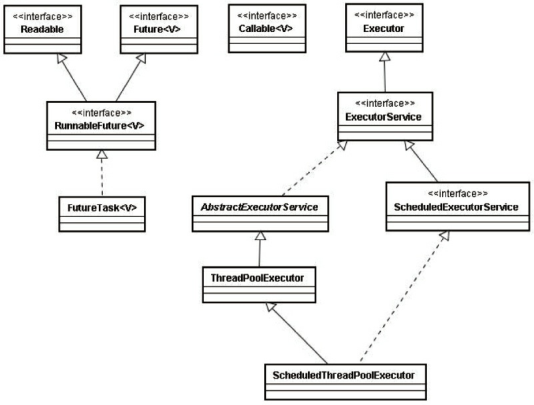 <<interface>>
Readable
<<interface>>
Future<V>
<<interface>>
Callable<V>
<<interface>>
Executor
<<interface>>
RunnableFuture<V>
<<interface>>
ExecutorService
FutureTask<V>
AbstractExecutorService
<<interface>>
ScheduledExecutorService
ThreadPoolExecutor
ScheduledThreadPoolExecutor